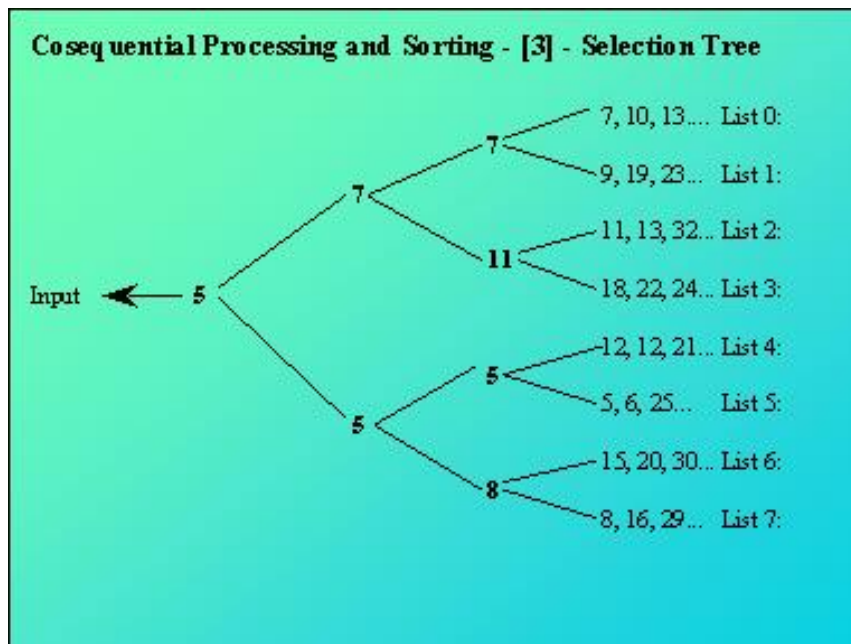 Cosequential Processing and Sorting - [3] - Selection Tree
7, 10, 13.... List 0:
7
9, 19, 23... List 1:
7
11, 13, 32... List 2:
11
18, 22, 24... List 3:
Input 5
12, 12, 21... List 4:
5
5, 6, 25... List 5:
5
15, 20, 30... List 6:
8
8, 16, 29... List 7: